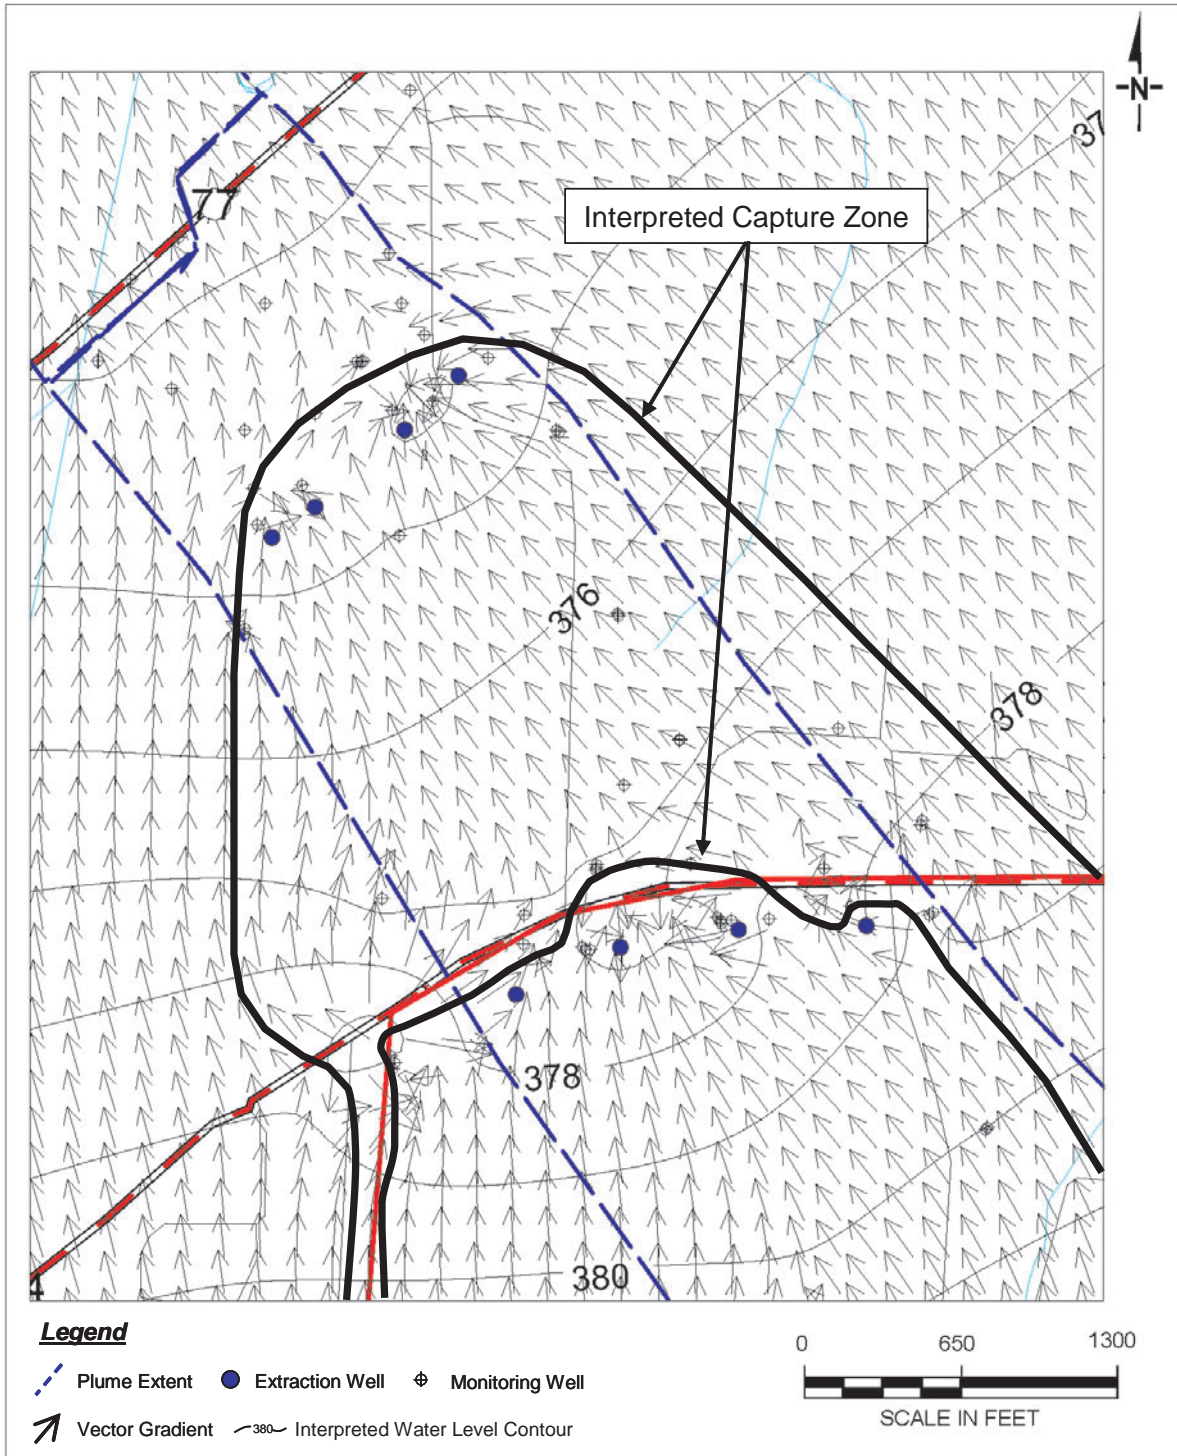 N
37
77
Interpreted Capture Zone
376
378
378
380
4
Legend
Plume Extent
Extraction Well
Monitoring Well
Vector Gradient
380
Interpreted Water Level Contour
0 650 1300
SCALE IN FEET